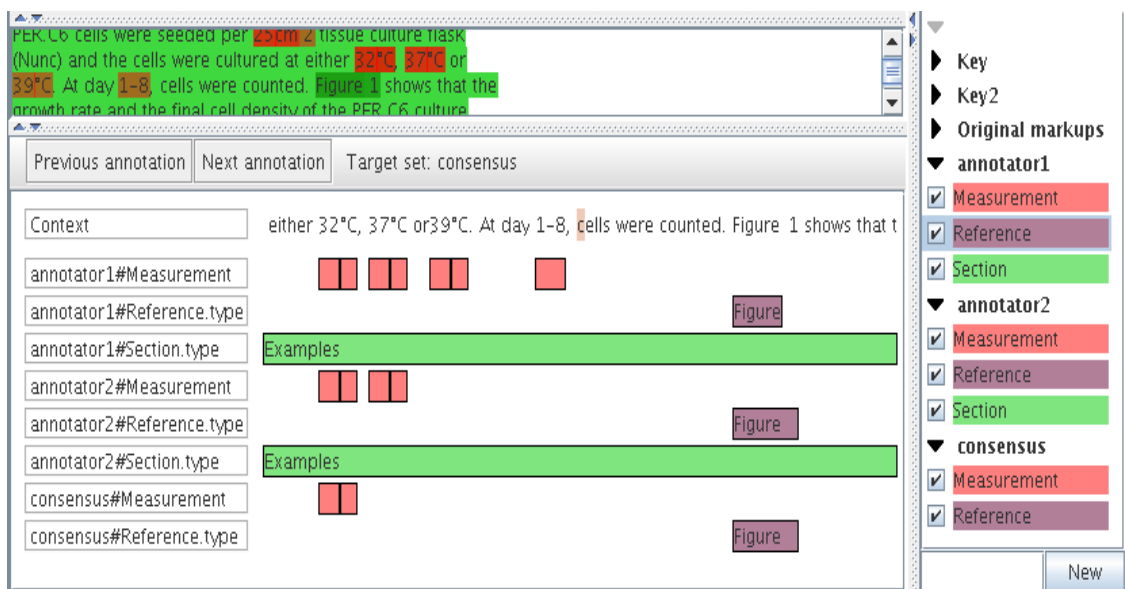 PER.C6 cells were seeded per 25cm 2 tissue culture flask
(Nunc) and the cells were cultured at either 32°C, 37°C or
39°C. At day 1–8, cells were counted. Figure 1 shows that the
growth rate and the final cell density of the PER.C6 culture
Previous annotation Next annotation Target set: consensus
Context either 32°C, 37°C or39°C. At day 1–8, cells were counted. Figure 1 shows that t
annotator1#Measurement
annotator1#Reference.type Figure
annotator1#Section.type Examples
annotator2#Measurement
annotator2#Reference.type Figure
annotator2#Section.type Examples
consensus#Measurement
consensus#Reference.type Figure
Key
Key2
Original markups
annotator1
Measurement
Reference
Section
annotator2
Measurement
Reference
Section
consensus
Measurement
Reference
New